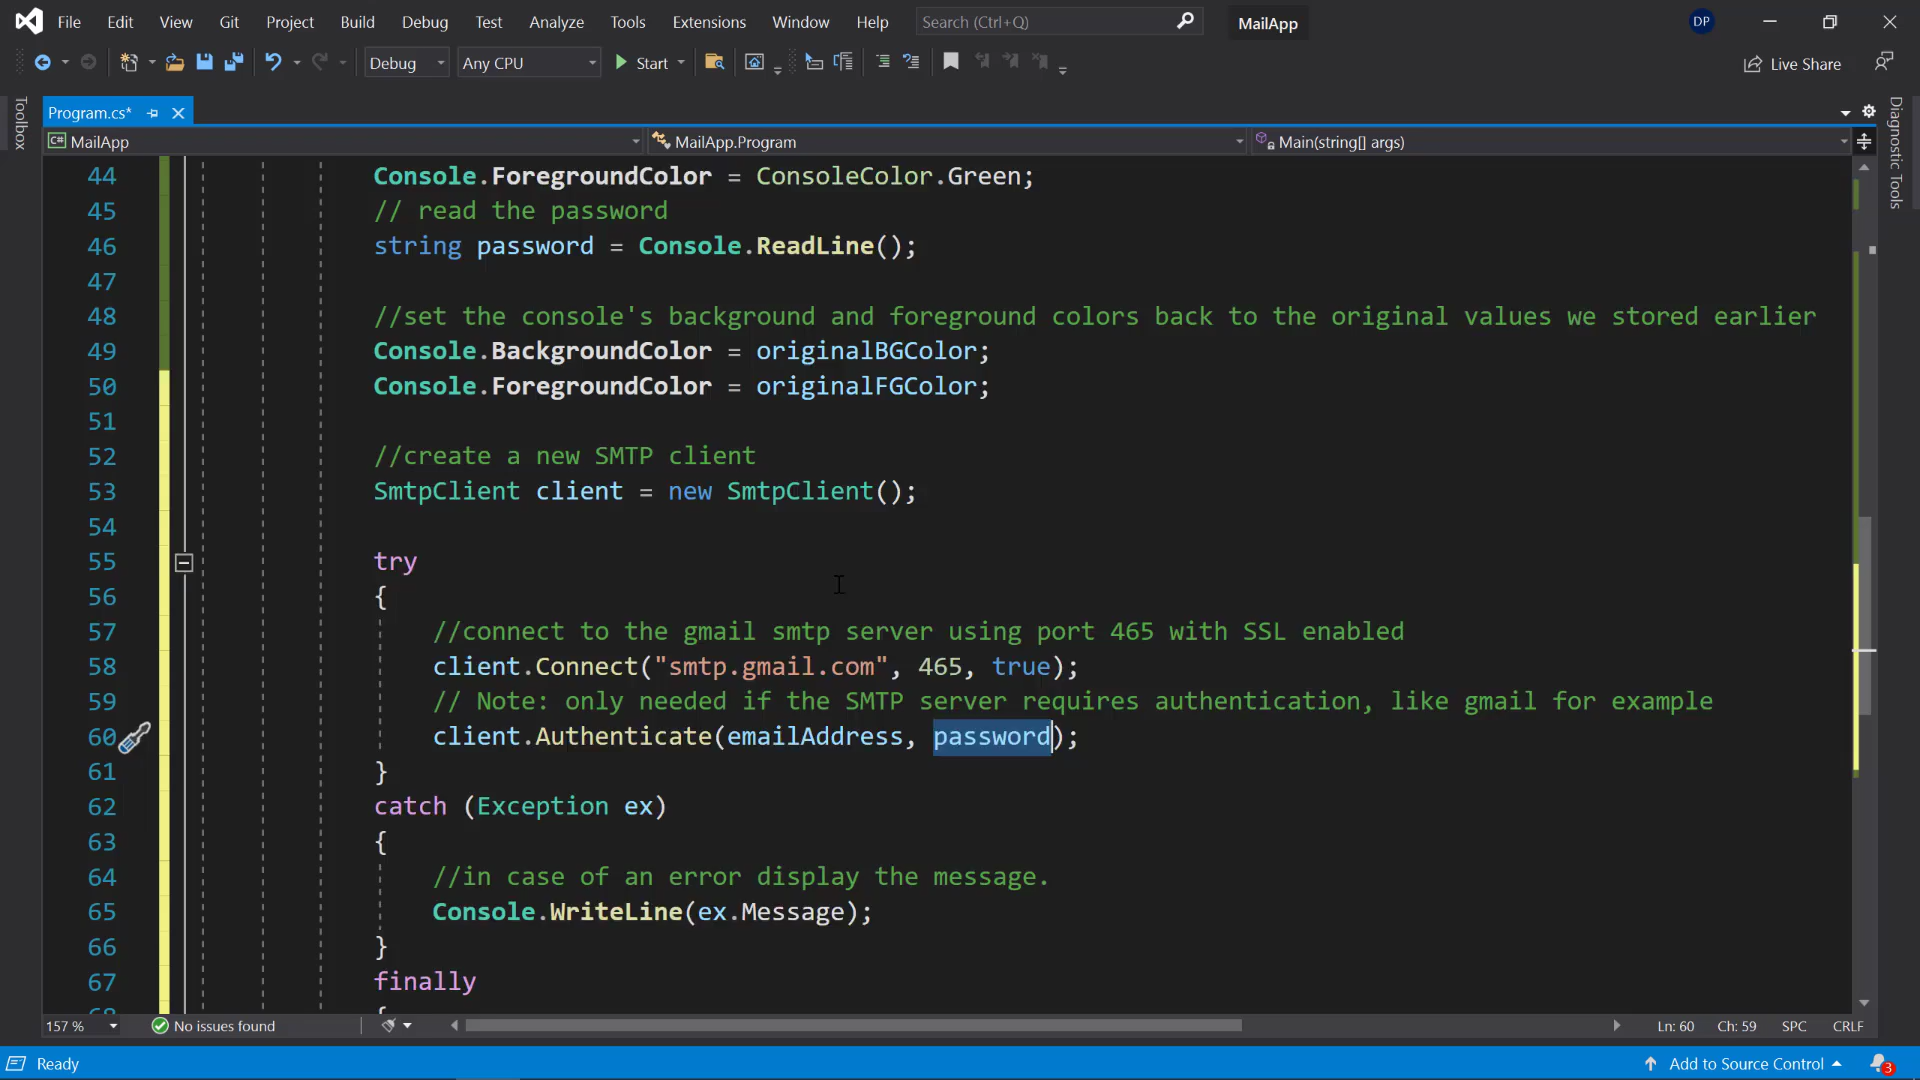 File Edit View Git Project Build Debug Test Analyze Tools Extensions Window Help Search (Ctrl+Q) MailApp DP
Debug Any CPU Start Live Share
Toolbox
Program.cs*
MailApp MailApp.Program Main(string[] args)
Diagnostic Tools
44 Console.ForegroundColor = ConsoleColor.Green;
45 // read the password
46 string password = Console.ReadLine();
47
48 //set the console's background and foreground colors back to the original values we stored earlier
49 Console.BackgroundColor = originalBGColor;
50 Console.ForegroundColor = originalFGColor;
51
52 //create a new SMTP client
53 SmtpClient client = new SmtpClient();
54
55 try
56 {
57 //connect to the gmail smtp server using port 465 with SSL enabled
58 client.Connect("smtp.gmail.com", 465, true);
59 // Note: only needed if the SMTP server requires authentication, like gmail for example
60 client.Authenticate(emailAddress, password);
61 }
62 catch (Exception ex)
63 {
64 //in case of an error display the message.
65 Console.WriteLine(ex.Message);
66 }
67 finally
68 {
157 % No issues found Ln: 60 Ch: 59 SPC CRLF
Ready Add to Source Control 3